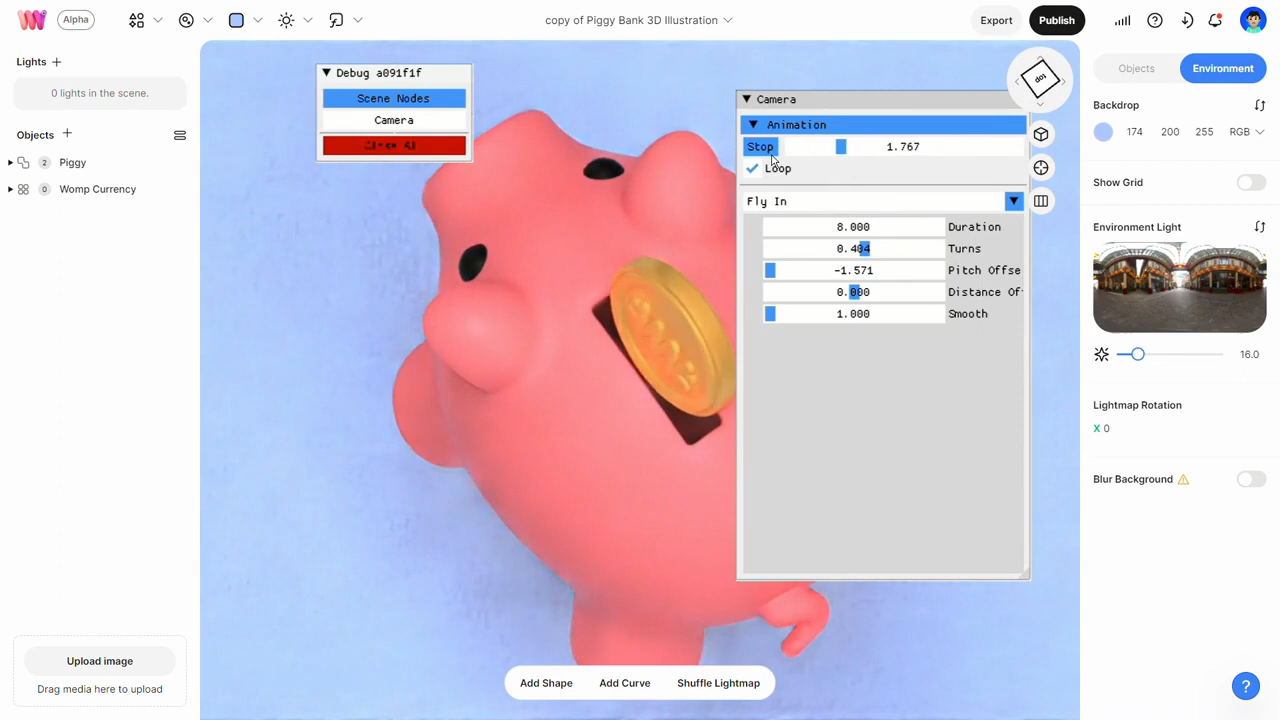 Alpha
copy of Piggy Bank 3D Illustration
Export
Publish
Lights
0 lights in the scene.
Objects
2 Piggy
0 Womp Currency
Upload image
Drag media here to upload
Debug a091f1f
Scene Nodes
Camera
Camera
Animation
Stop
1.767
Loop
Fly In
8.000 Duration
0.404 Turns
-1.571 Pitch Offse
0.000 Distance Of
1.000 Smooth
TOP
Add Shape
Add Curve
Shuffle Lightmap
Objects
Environment
Backdrop
174 200 255 RGB
Show Grid
Environment Light
16.0
Lightmap Rotation
X 0
Blur Background
?